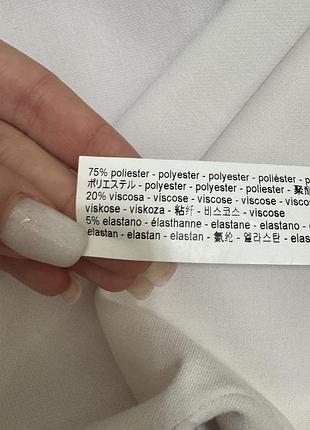 75% poliester - polyester - polyester - poliéster - p
ポリエステル - polyester - polyester - poliester - 聚
20% viscosa - viscose - viscose - viscose - viscose -
viskose - viskoza - 粘纤 - 비스코스 - viscose
5% elastano - élasthanne - elastane - elastano -
elastan - elastan - elastan - 氨纶 - 엘라스탄 - elas